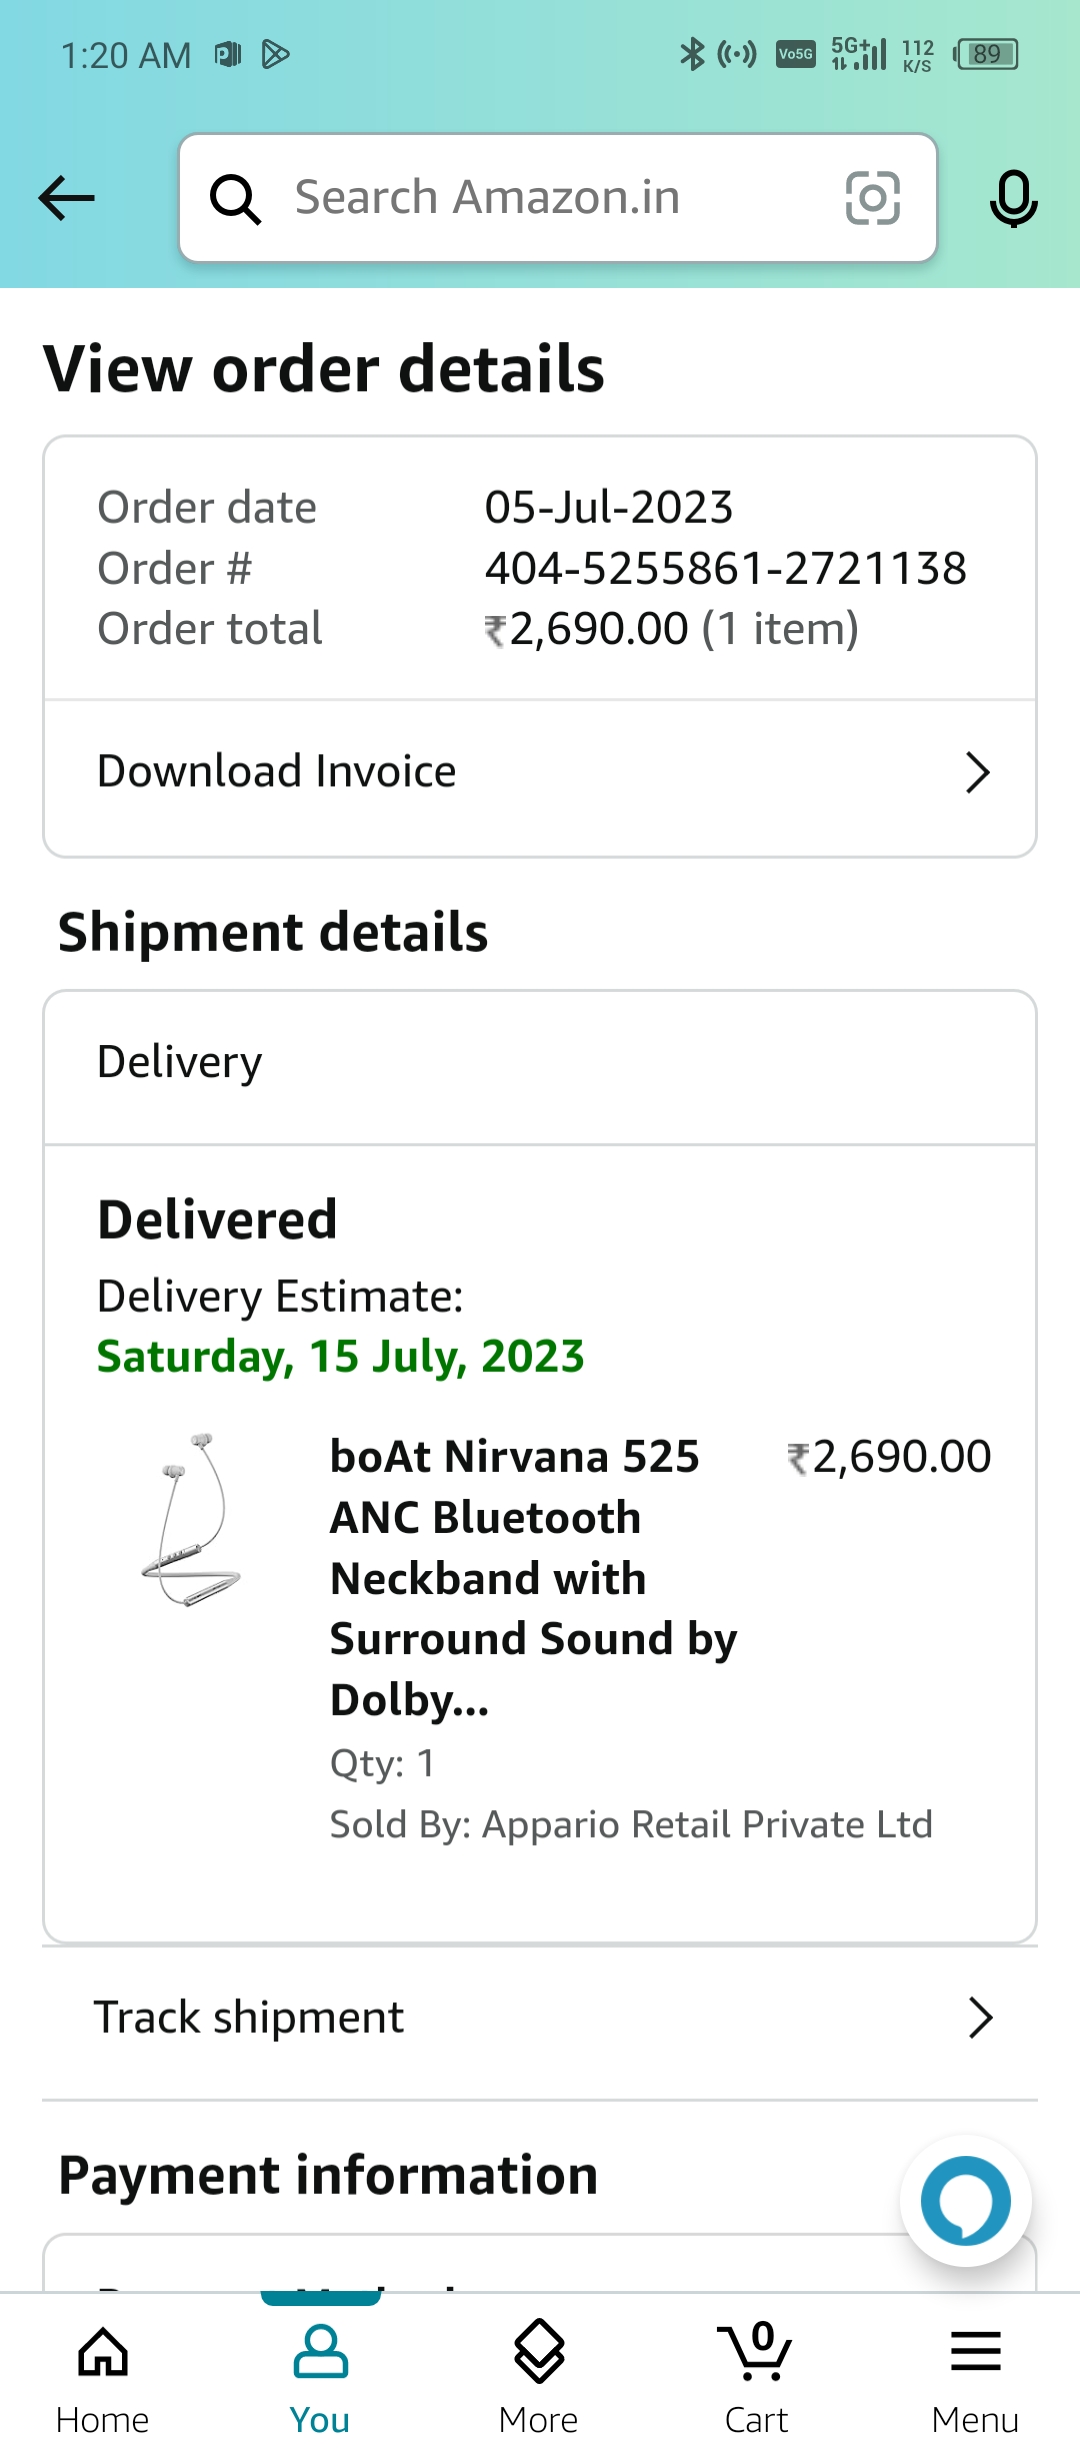 1:20 AM
Vo5G 5G+ 112 K/S 89
Search Amazon.in
View order details
Order date 05-Jul-2023
Order # 404-5255861-2721138
Order total ₹2,690.00 (1 item)
Download Invoice
Shipment details
Delivery
Delivered
Delivery Estimate:
Saturday, 15 July, 2023
boAt Nirvana 525 ₹2,690.00
ANC Bluetooth
Neckband with
Surround Sound by
Dolby...
Qty: 1
Sold By: Appario Retail Private Ltd
Track shipment
Payment information
0
Home You More Cart Menu